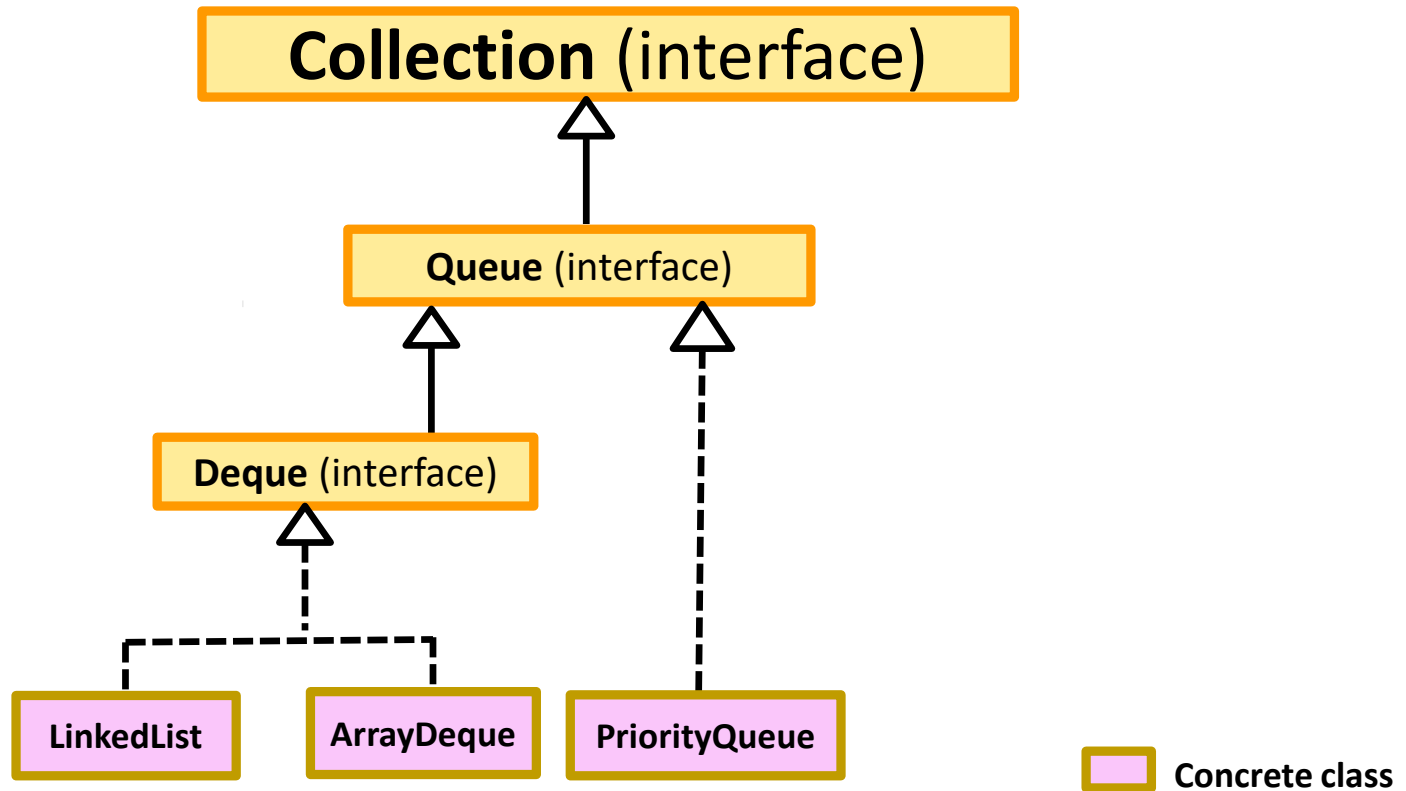 Collection (interface)
Queue (interface)
Deque (interface)
LinkedList
ArrayDeque
PriorityQueue
Concrete class